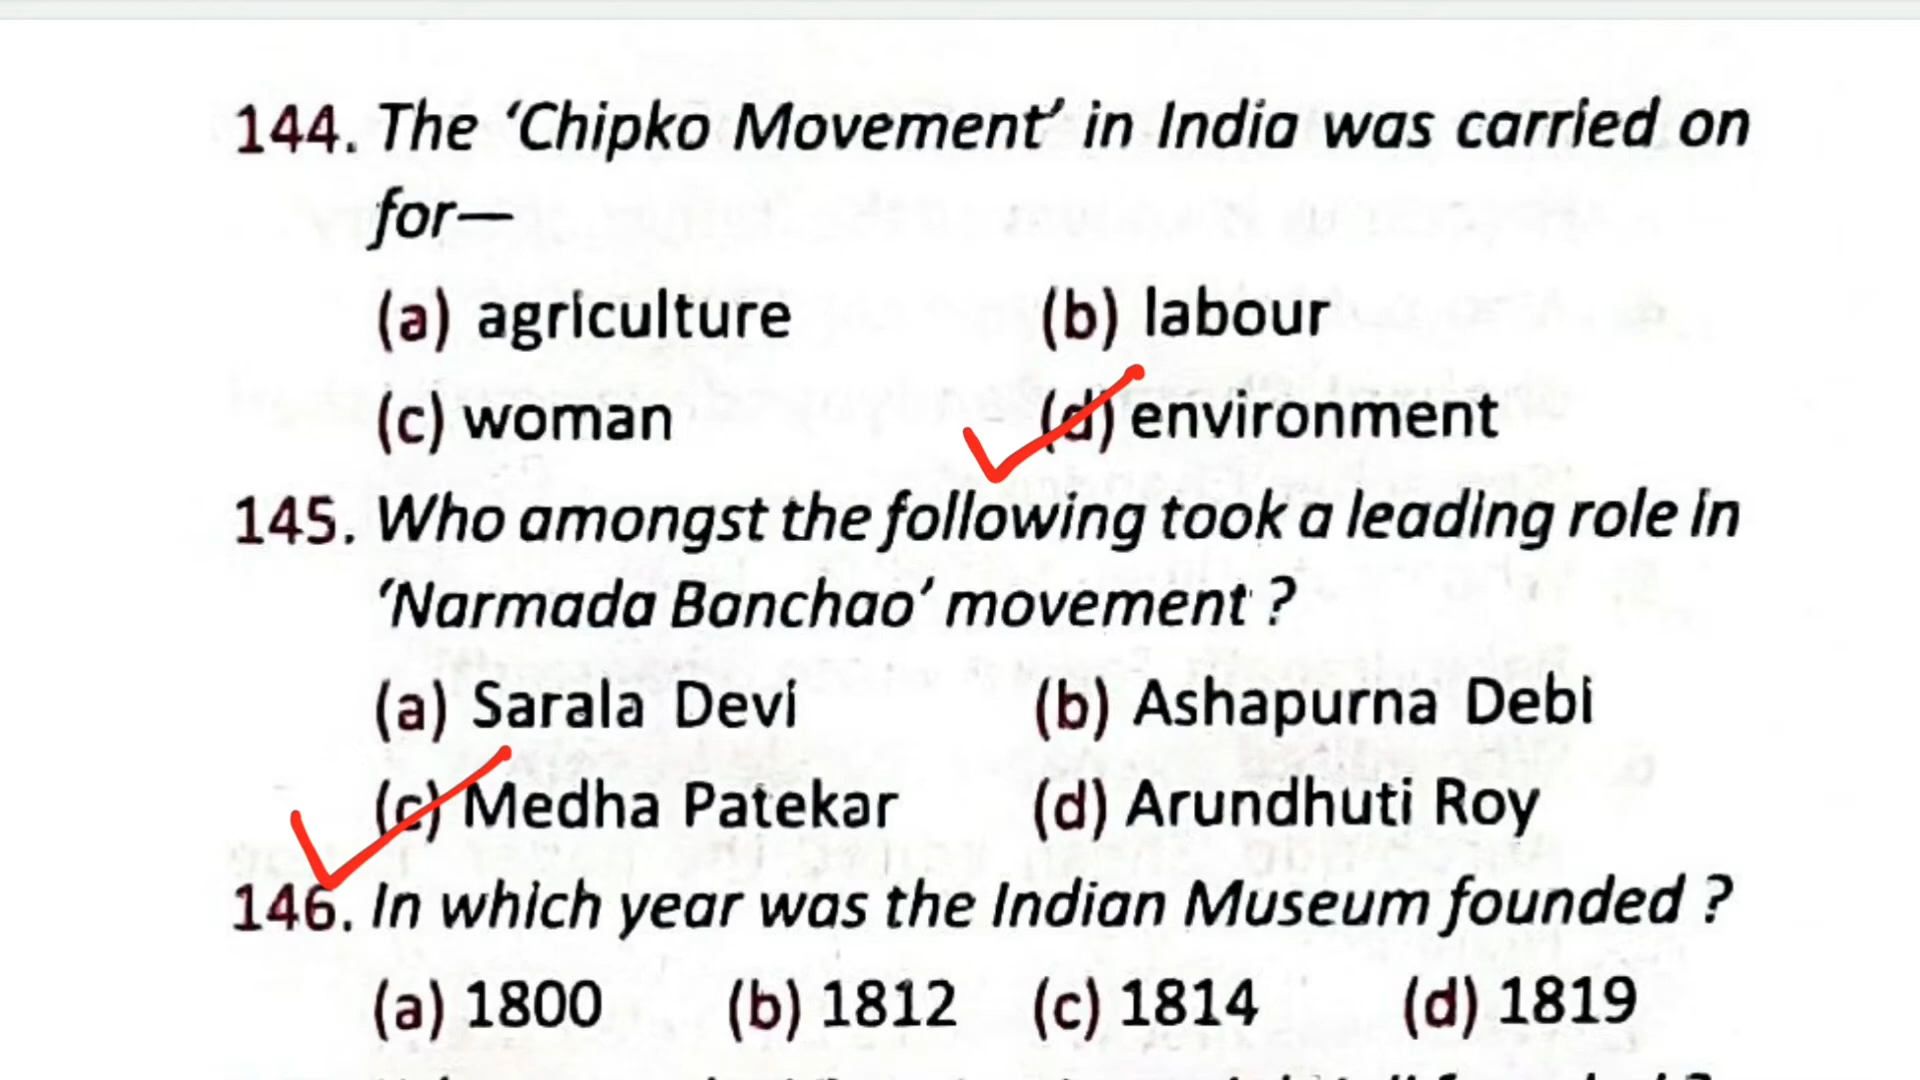 144. The ‘Chipko Movement’ in India was carried on
for—
(a) agriculture (b) labour
(c) woman (d) environment
145. Who amongst the following took a leading role in
‘Narmada Banchao’ movement ?
(a) Sarala Devi (b) Ashapurna Debi
(c) Medha Patekar (d) Arundhuti Roy
146. In which year was the Indian Museum founded ?
(a) 1800 (b) 1812 (c) 1814 (d) 1819